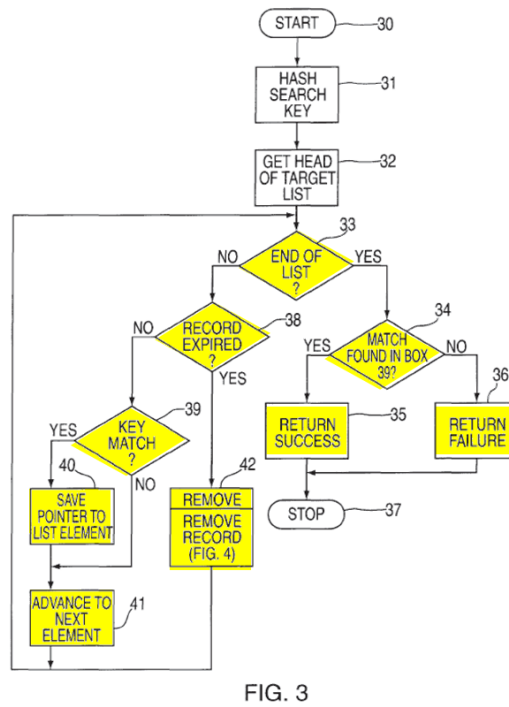 START
30
HASH
SEARCH
KEY
31
GET HEAD
OF TARGET
LIST
32
33
END OF
LIST
?
NO
YES
RECORD
EXPIRED
?
38
NO
YES
34
MATCH
FOUND IN BOX
39?
YES
NO
KEY
MATCH
?
39
YES
NO
RETURN
SUCCESS
35
36
RETURN
FAILURE
40
SAVE
POINTER TO
LIST ELEMENT
42
REMOVE
REMOVE
RECORD
(FIG. 4)
STOP
37
ADVANCE TO
NEXT
ELEMENT
41
FIG. 3